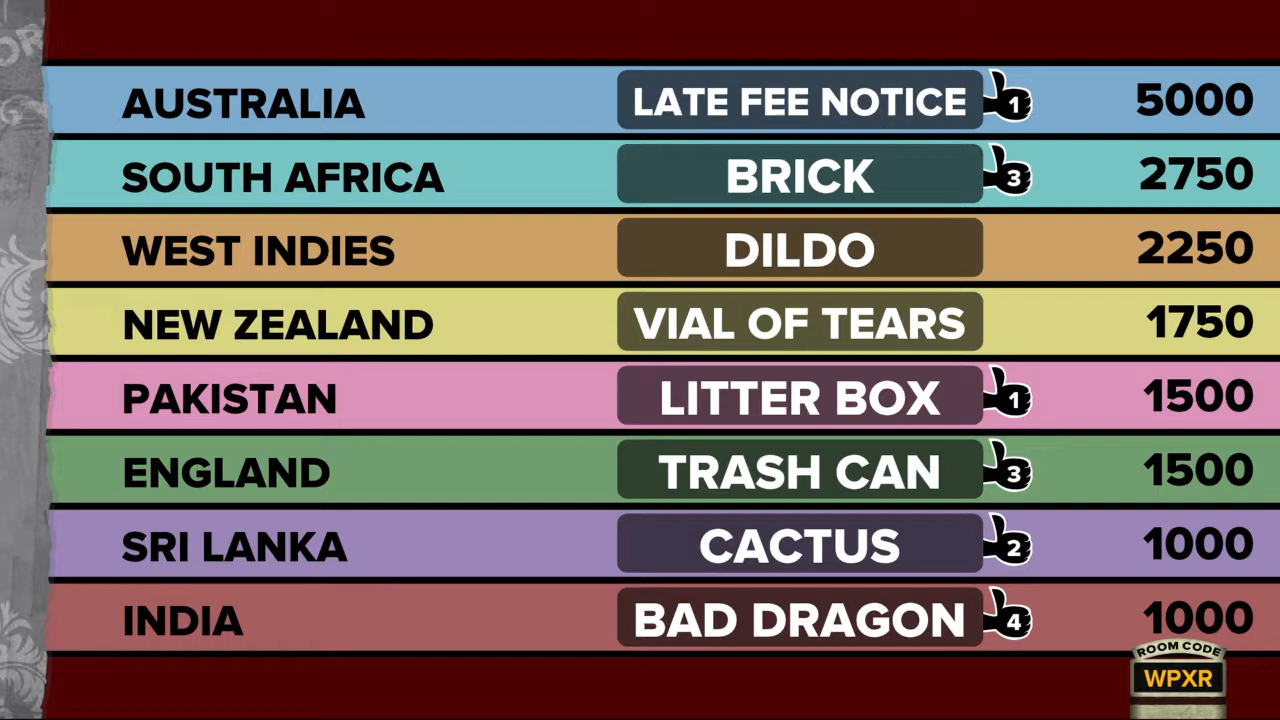 OR
AUSTRALIA LATE FEE NOTICE 1 5000
SOUTH AFRICA BRICK 3 2750
WEST INDIES DILDO 2250
NEW ZEALAND VIAL OF TEARS 1750
PAKISTAN LITTER BOX 1 1500
ENGLAND TRASH CAN 3 1500
SRI LANKA CACTUS 2 1000
INDIA BAD DRAGON 4 1000
ROOM CODE
WPXR